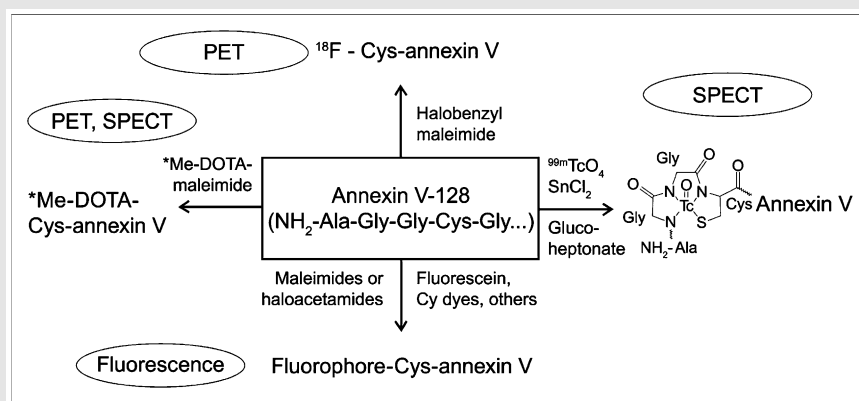 PET
¹⁸F - Cys-annexin V
SPECT
PET, SPECT
Halobenzyl
maleimide
*Me-DOTA-
maleimide
*Me-DOTA-
Cys-annexin V
Annexin V-128
(NH₂-Ala-Gly-Gly-Cys-Gly...)
⁹⁹ᵐTcO₄
SnCl₂
Gluco-
heptonate
Gly
O
O
O
O
N
N
Tc
Gly
N
S
Cys
Annexin V
NH₂-Ala
Maleimides or
haloacetamides
Fluorescein,
Cy dyes, others
Fluorescence
Fluorophore-Cys-annexin V